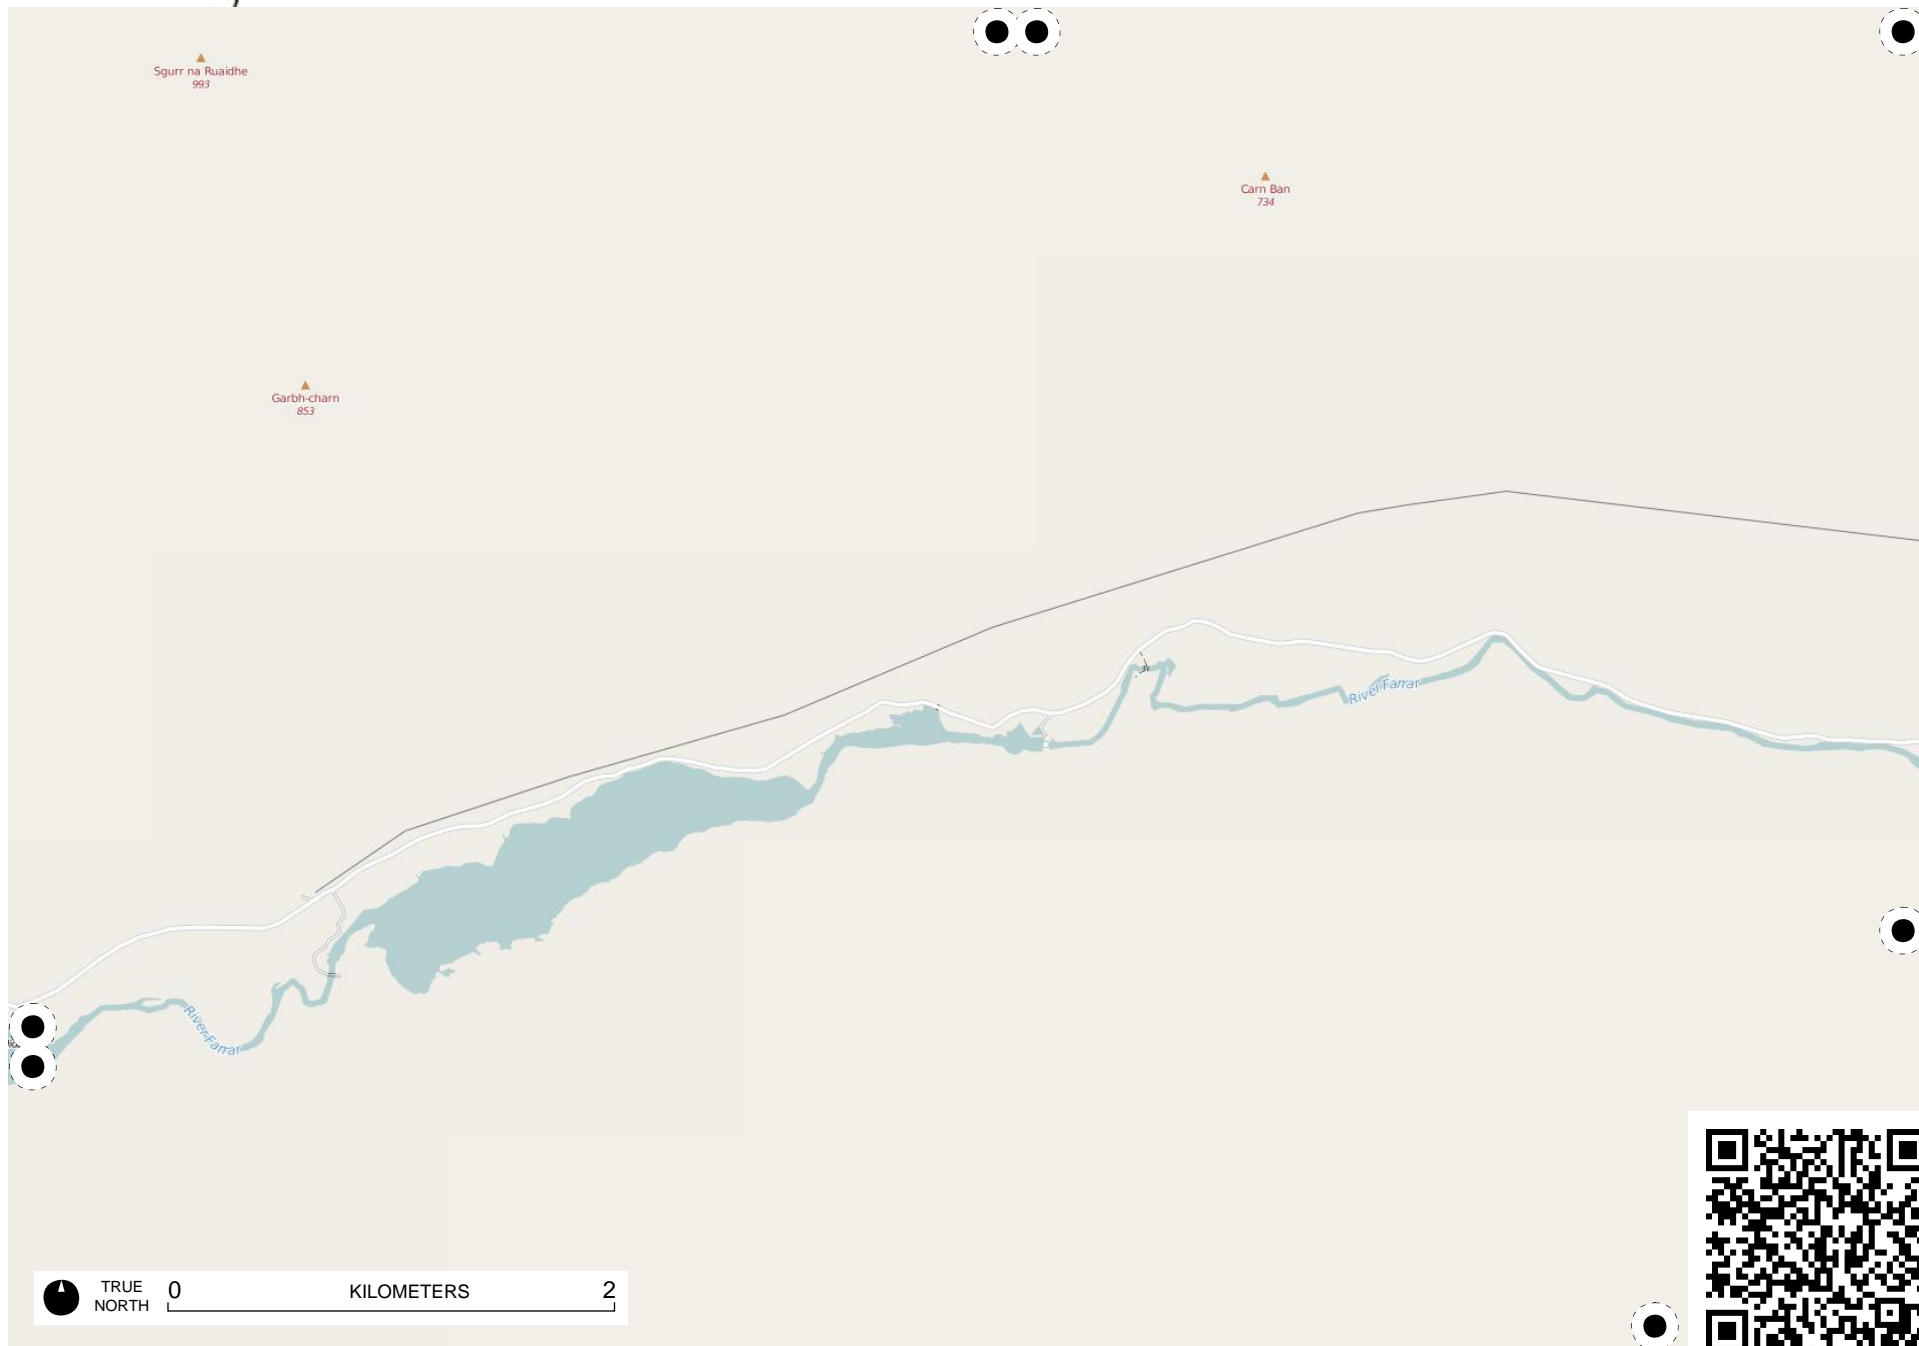 Sgurr na Ruaidhe
993
Carn Ban
734
Garbh-charn
853
River Farrar
River Farrar
TRUE
NORTH
0
KILOMETERS
2